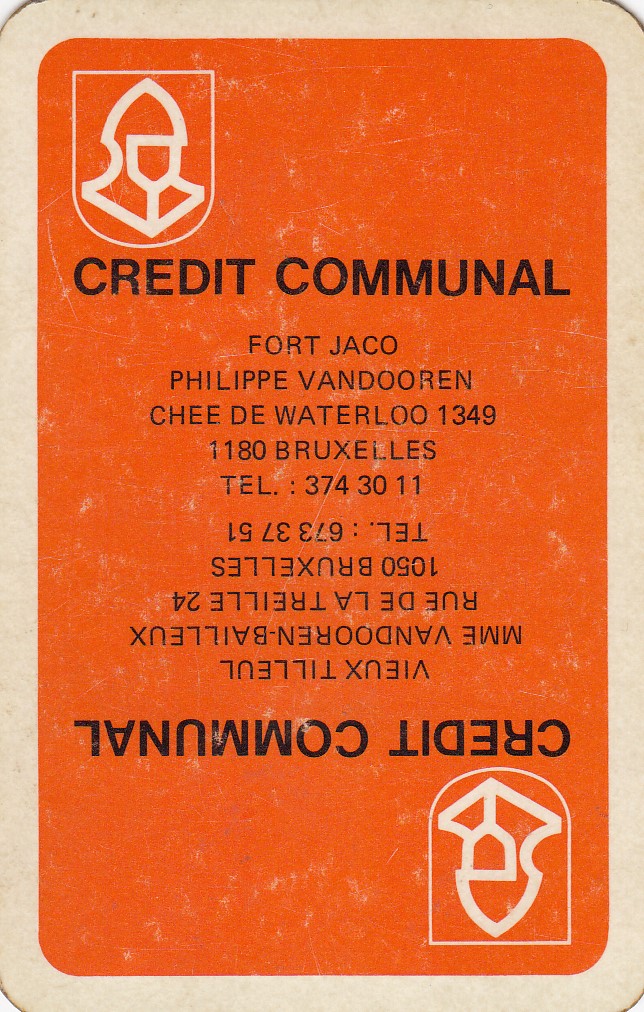 CREDIT COMMUNAL
FORT JACO
PHILIPPE VANDOOREN
CHEE DE WATERLOO 1349
1180 BRUXELLES
TEL. : 374 30 11
CREDIT COMMUNAL
VIEUX TILLEUL
MME VANDOOREN-BAILLEUX
RUE DE LA TREILLE 24
1050 BRUXELLES
TEL. : 673 37 51